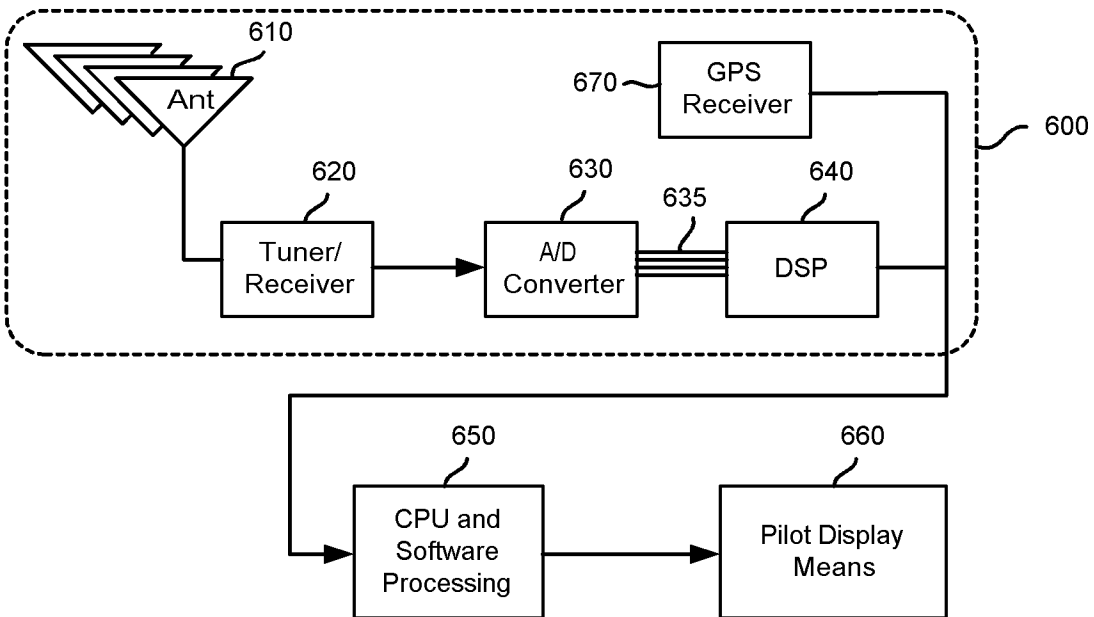 610
Ant
GPS
Receiver
670
600
620
630
635
640
Tuner/
Receiver
A/D
Converter
DSP
650
660
CPU and
Software
Processing
Pilot Display
Means